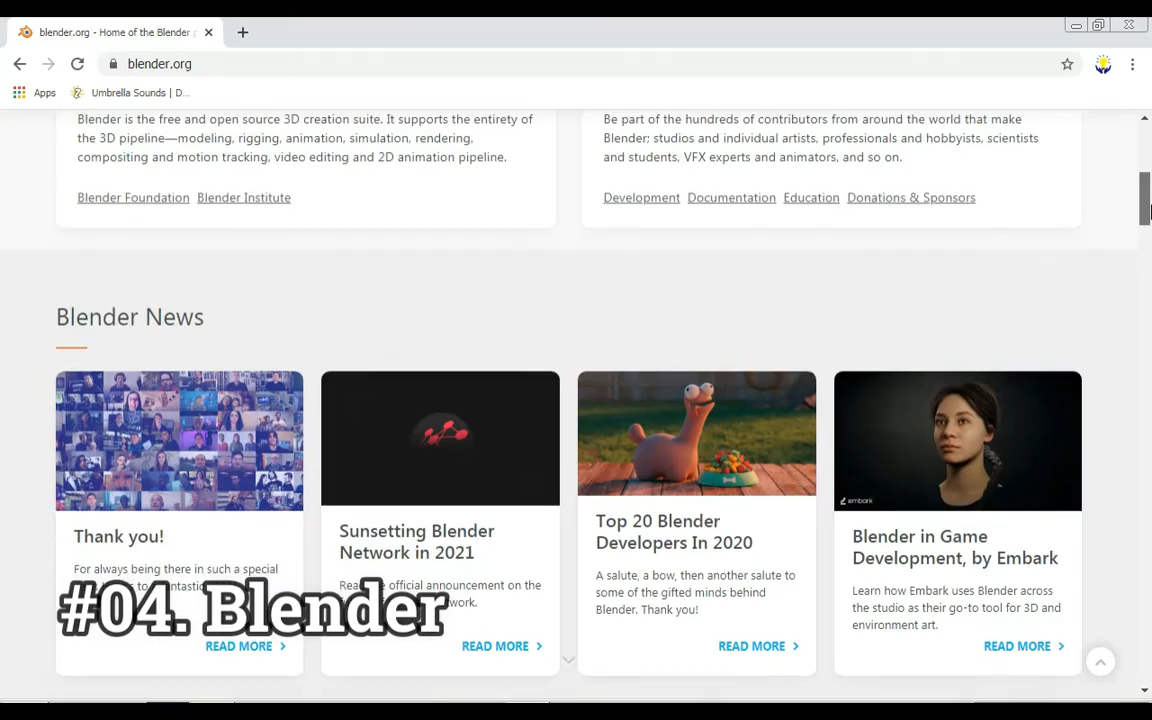 blender.org - Home of the Blender
blender.org
Apps
Umbrella Sounds | D...
Blender is the free and open source 3D creation suite. It supports the entirety of
the 3D pipeline—modeling, rigging, animation, simulation, rendering,
compositing and motion tracking, video editing and 2D animation pipeline.
Blender Foundation Blender Institute
Be part of the hundreds of contributors from around the world that make
Blender; studios and individual artists, professionals and hobbyists, scientists
and students, VFX experts and animators, and so on.
Development Documentation Education Donations & Sponsors
Blender News
Thank you!
For always being there in such a special
READ MORE
Sunsetting Blender
Network in 2021
official announcement on the
READ MORE
Top 20 Blender
Developers In 2020
A salute, a bow, then another salute to
some of the gifted minds behind
Blender. Thank you!
READ MORE
embark
Blender in Game
Development, by Embark
Learn how Embark uses Blender across
the studio as their go-to tool for 3D and
environment art.
READ MORE
#04. Blender